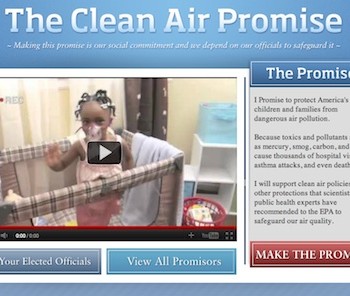 The Clean Air Promise
– Making this promise is our social commitment and we depend on our officials to safeguard it –
REC
0:00 / 0:00
YouTube
Your Elected Officials
View All Promisors
The Promise
I Promise to protect America's
children and families from
dangerous air pollution.
Because toxics and pollutants
as mercury, smog, carbon, and
cause thousands of hospital vi
asthma attacks, and even death
I will support clean air policies
other protections that scientist
public health experts have
recommended to the EPA to
safeguard our air quality.
MAKE THE PROM